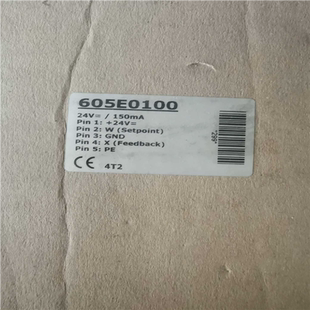 605E0100
24V= / 150mA
Pin 1: +24V=
Pin 2: W (Setpoint)
Pin 3: GND
Pin 4: X (Feedback)
Pin 5: PE
CE 4T2